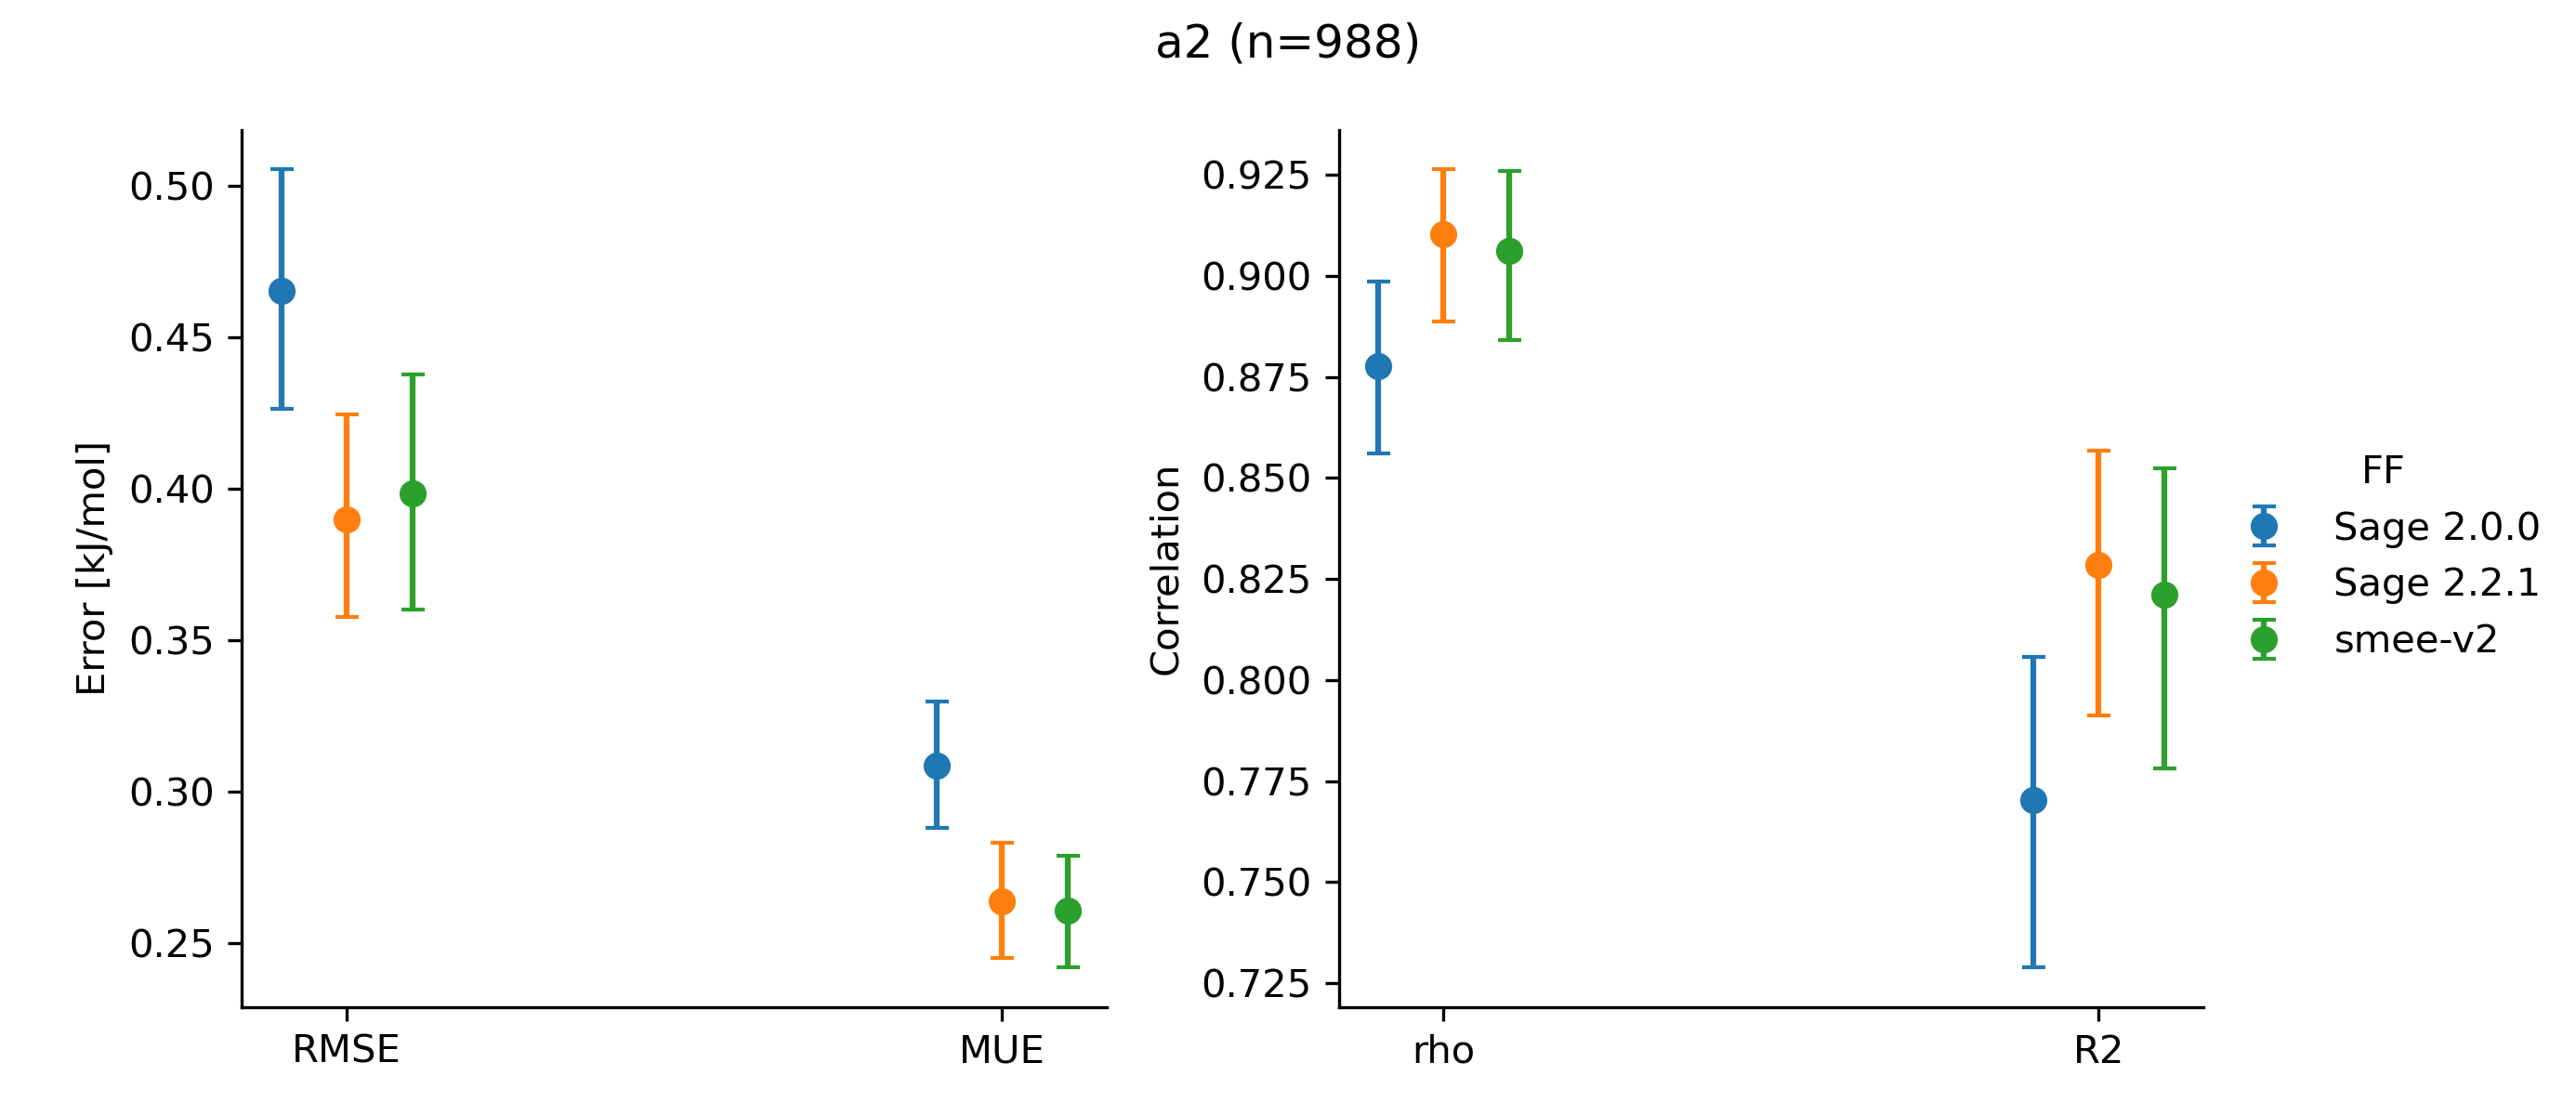 a2 (n=988)
Error [kJ/mol]
0.50
0.45
0.40
0.35
0.30
0.25
RMSE
MUE
Correlation
0.925
0.900
0.875
0.850
0.825
0.800
0.775
0.750
0.725
rho
R2
FF
Sage 2.0.0
Sage 2.2.1
smee-v2